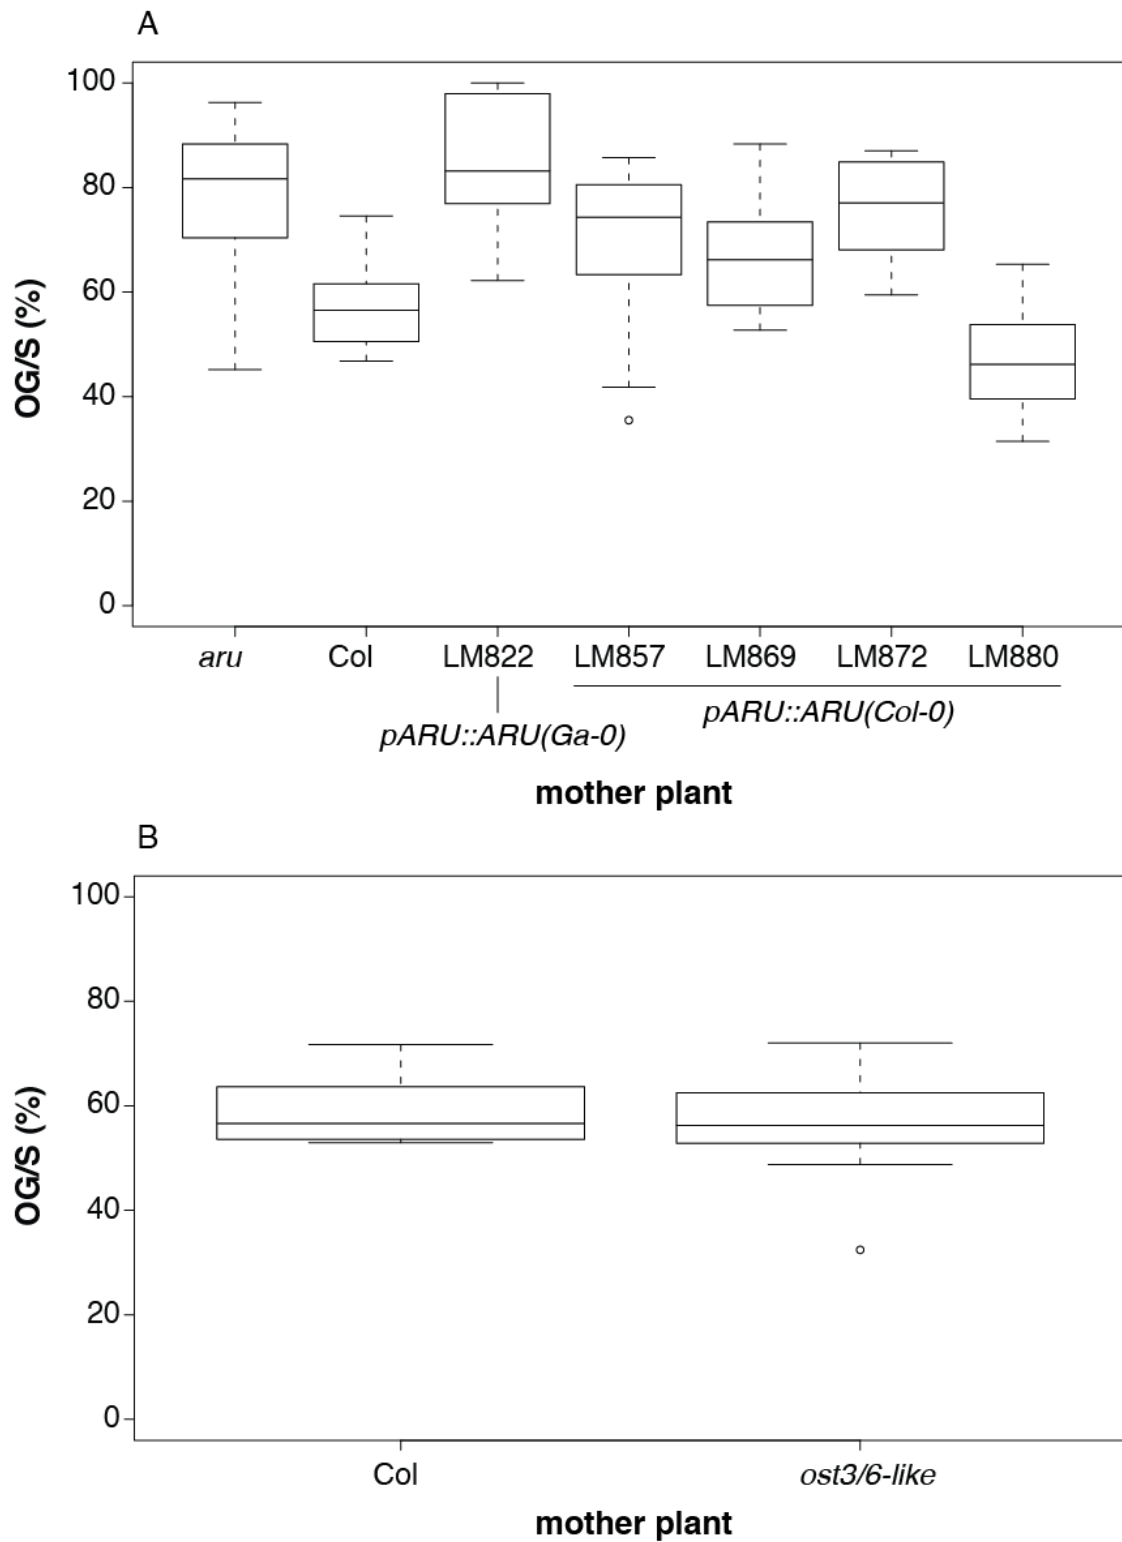 A
100
80
60
40
20
0
OG/S (%)
aru Col LM822 LM857 LM869 LM872 LM880
pARU::ARU(Col-0)
pARU::ARU(Ga-0)
mother plant
B
100
80
60
40
20
0
OG/S (%)
Col ost3/6-like
mother plant